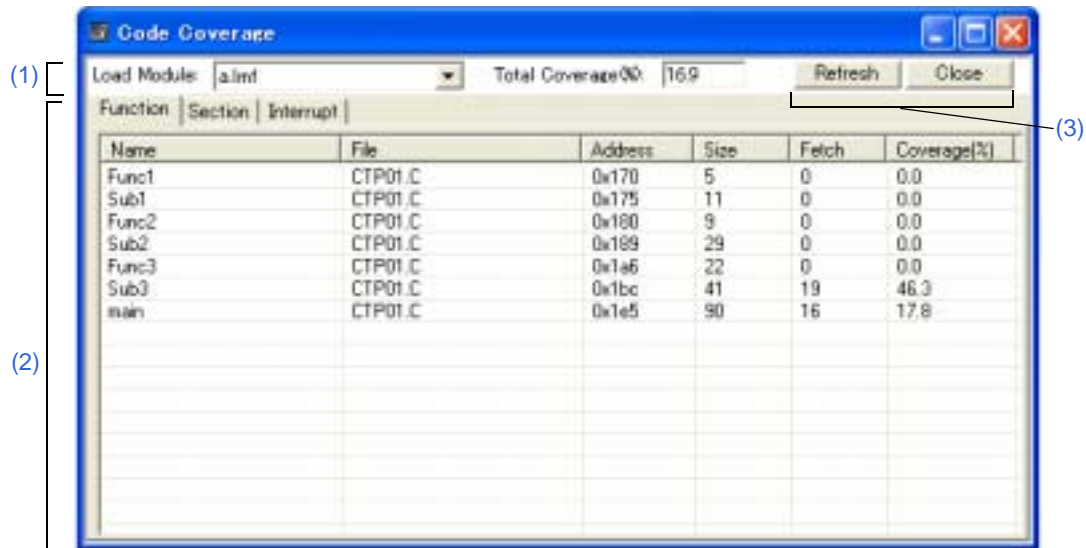 Code Coverage
(1)
Load Module: a.lmf Total Coverage(%): 16.9 Refresh Close
(3)
Function Section Interrupt
Name File Address Size Fetch Coverage(%)
Func1 CTP01.C 0x170 5 0 0.0
Sub1 CTP01.C 0x175 11 0 0.0
Func2 CTP01.C 0x180 9 0 0.0
Sub2 CTP01.C 0x189 29 0 0.0
Func3 CTP01.C 0x1a6 22 0 0.0
Sub3 CTP01.C 0x1bc 41 19 46.3
main CTP01.C 0x1e5 90 16 17.8
(2)